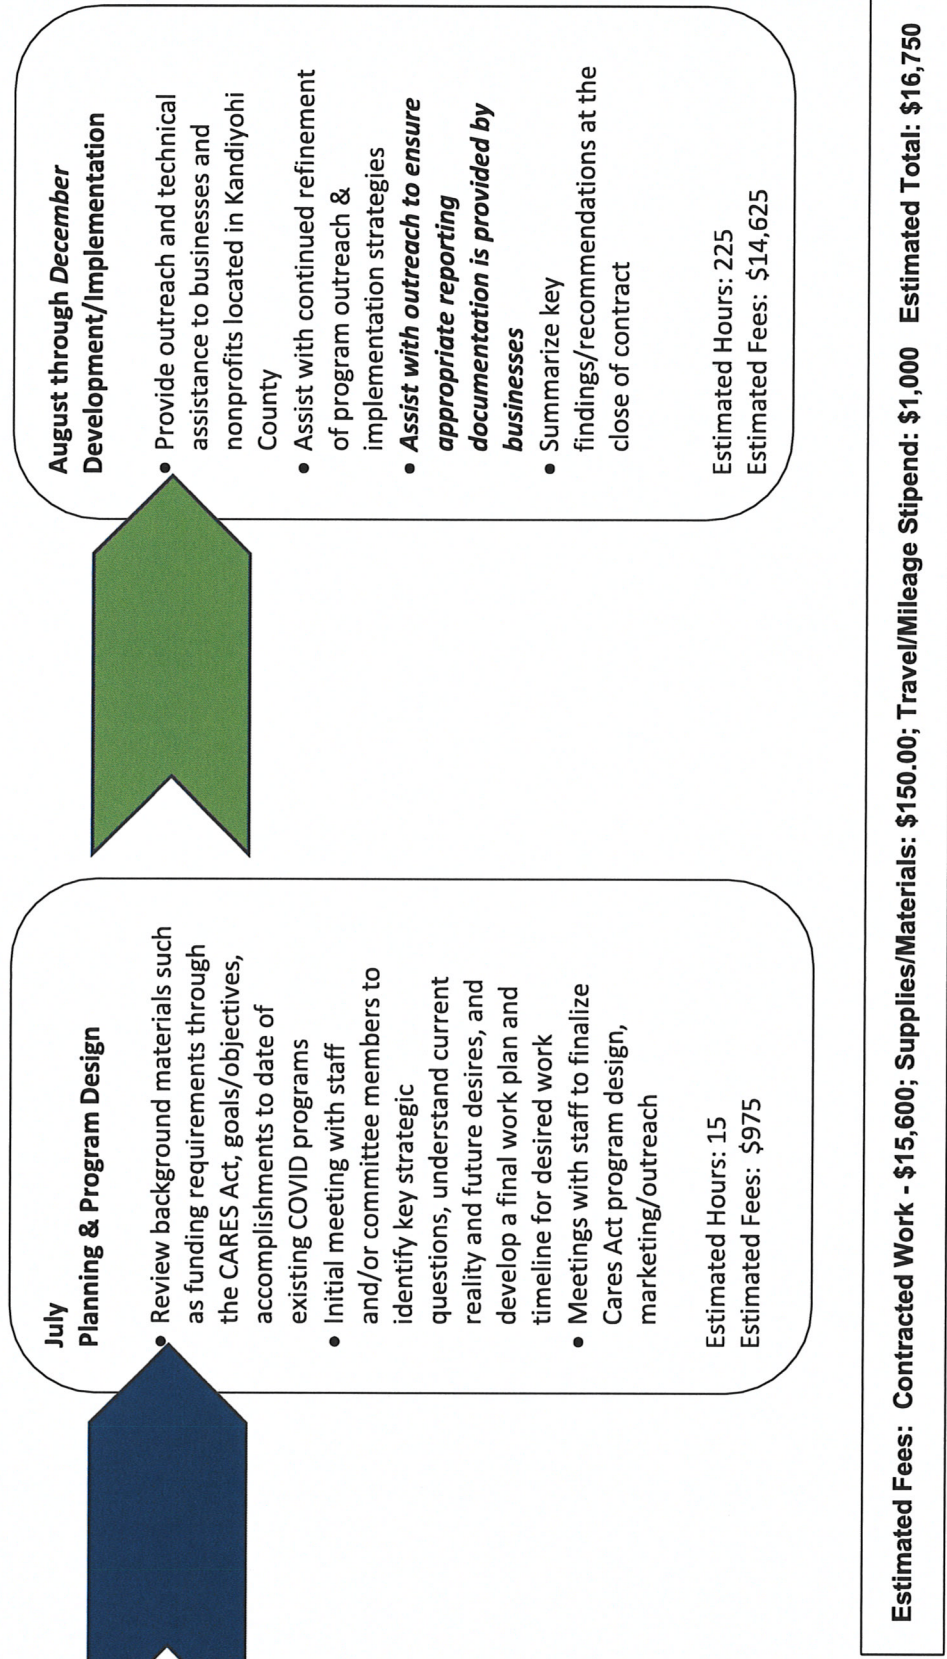 July
Planning & Program Design
• Review background materials such
as funding requirements through
the CARES Act, goals/objectives,
accomplishments to date of
existing COVID programs
• Initial meeting with staff
and/or committee members to
identify key strategic
questions, understand current
reality and future desires, and
develop a final work plan and
timeline for desired work
• Meetings with staff to finalize
Cares Act program design,
marketing/outreach
Estimated Hours: 15
Estimated Fees: $975
August through December
Development/Implementation
• Provide outreach and technical
assistance to businesses and
nonprofits located in Kandiyohi
County
• Assist with continued refinement
of program outreach &
implementation strategies
• Assist with outreach to ensure
appropriate reporting
documentation is provided by
businesses
• Summarize key
findings/recommendations at the
close of contract
Estimated Hours: 225
Estimated Fees: $14,625
Estimated Fees: Contracted Work - $15,600; Supplies/Materials: $150.00; Travel/Mileage Stipend: $1,000 Estimated Total: $16,750